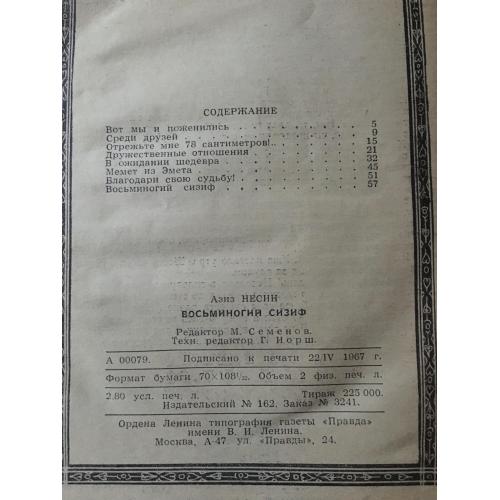 СОДЕРЖАНИЕ
Вот мы и поженились . . . . . . . . . . 5
Среди друзей . . . . . . . . . . . . 9
Отрежьте мне 78 сантиметров!.. . . . . . . . 15
Дружественные отношения . . . . . . . . . 21
В ожидании шедевра . . . . . . . . . . 32
Мемет из Эмета . . . . . . . . . . . . 45
Благодари свою судьбу! . . . . . . . . . . 51
Восьминогий сизиф . . . . . . . . . . . 57
Азиз НЕСИН
ВОСЬМИНОГИЙ СИЗИФ
Редактор М. Семенов.
Техн. редактор Г. Иорш.
А 00079. Подписано к печати 22/IV 1967 г.
Формат бумаги 70×108¹/₃₂. Объем 2 физ. печ. л.
2.80 усл. печ. л. Тираж 225 000.
Издательский № 162. Заказ № 3241.
Ордена Ленина типография газеты «Правда»
имени В. И. Ленина.
Москва, А-47 ул. «Правды», 24.